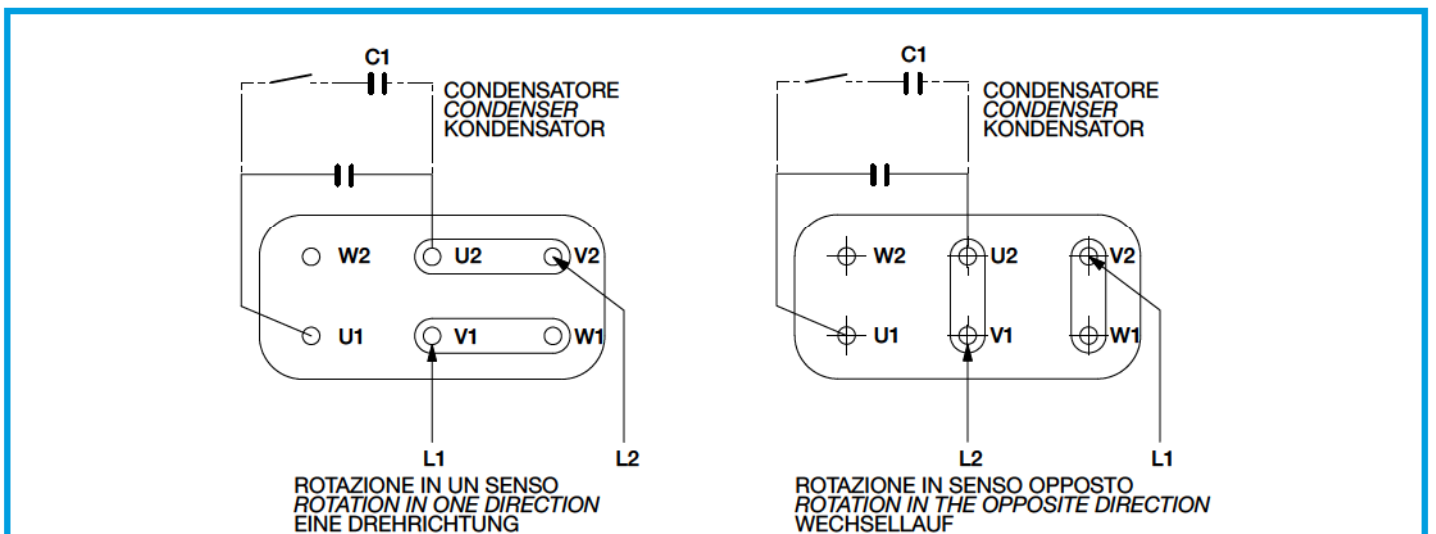 C1
CONDENSATORE
CONDENSER
KONDENSATOR
W2 U2 V2
U1 V1 W1
L1 L2
ROTAZIONE IN UN SENSO
ROTATION IN ONE DIRECTION
EINE DREHRICHTUNG
C1
CONDENSATORE
CONDENSER
KONDENSATOR
W2 U2 V2
U1 V1 W1
L2 L1
ROTAZIONE IN SENSO OPPOSTO
ROTATION IN THE OPPOSITE DIRECTION
WECHSELLAUF